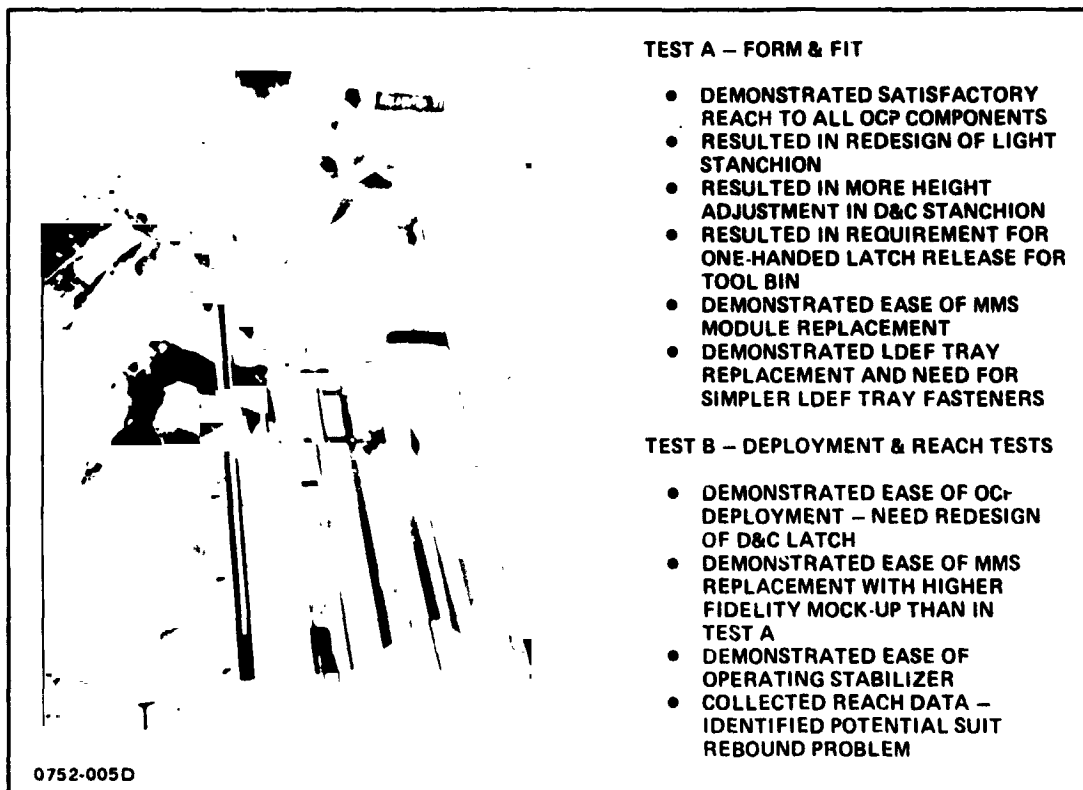 TEST A – FORM & FIT
● DEMONSTRATED SATISFACTORY
REACH TO ALL OCP COMPONENTS
● RESULTED IN REDESIGN OF LIGHT
STANCHION
● RESULTED IN MORE HEIGHT
ADJUSTMENT IN D&C STANCHION
● RESULTED IN REQUIREMENT FOR
ONE-HANDED LATCH RELEASE FOR
TOOL BIN
● DEMONSTRATED EASE OF MMS
MODULE REPLACEMENT
● DEMONSTRATED LDEF TRAY
REPLACEMENT AND NEED FOR
SIMPLER LDEF TRAY FASTENERS
TEST B – DEPLOYMENT & REACH TESTS
● DEMONSTRATED EASE OF OCP
DEPLOYMENT – NEED REDESIGN
OF D&C LATCH
● DEMONSTRATED EASE OF MMS
REPLACEMENT WITH HIGHER
FIDELITY MOCK-UP THAN IN
TEST A
● DEMONSTRATED EASE OF
OPERATING STABILIZER
● COLLECTED REACH DATA –
IDENTIFIED POTENTIAL SUIT
REBOUND PROBLEM
0752-005D